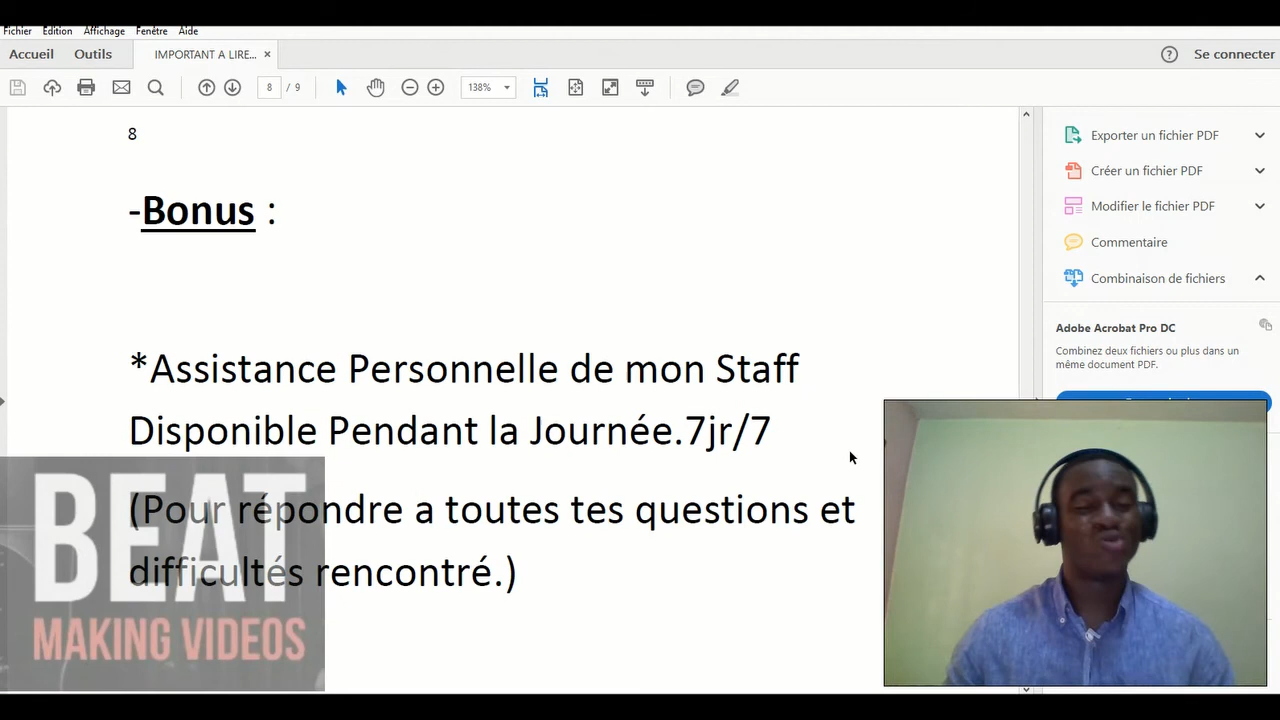 Fichier Edition Affichage Fenêtre Aide
Accueil Outils IMPORTANT A LIRE... × ? Se connecter
8 / 9 138%
8
-Bonus :
*Assistance Personnelle de mon Staff
Disponible Pendant la Journée.7jr/7
(Pour répondre a toutes tes questions et
difficultés rencontré.)
BEAT
MAKING VIDEOS
Exporter un fichier PDF
Créer un fichier PDF
Modifier le fichier PDF
Commentaire
Combinaison de fichiers
Adobe Acrobat Pro DC
Combinez deux fichiers ou plus dans un
même document PDF.